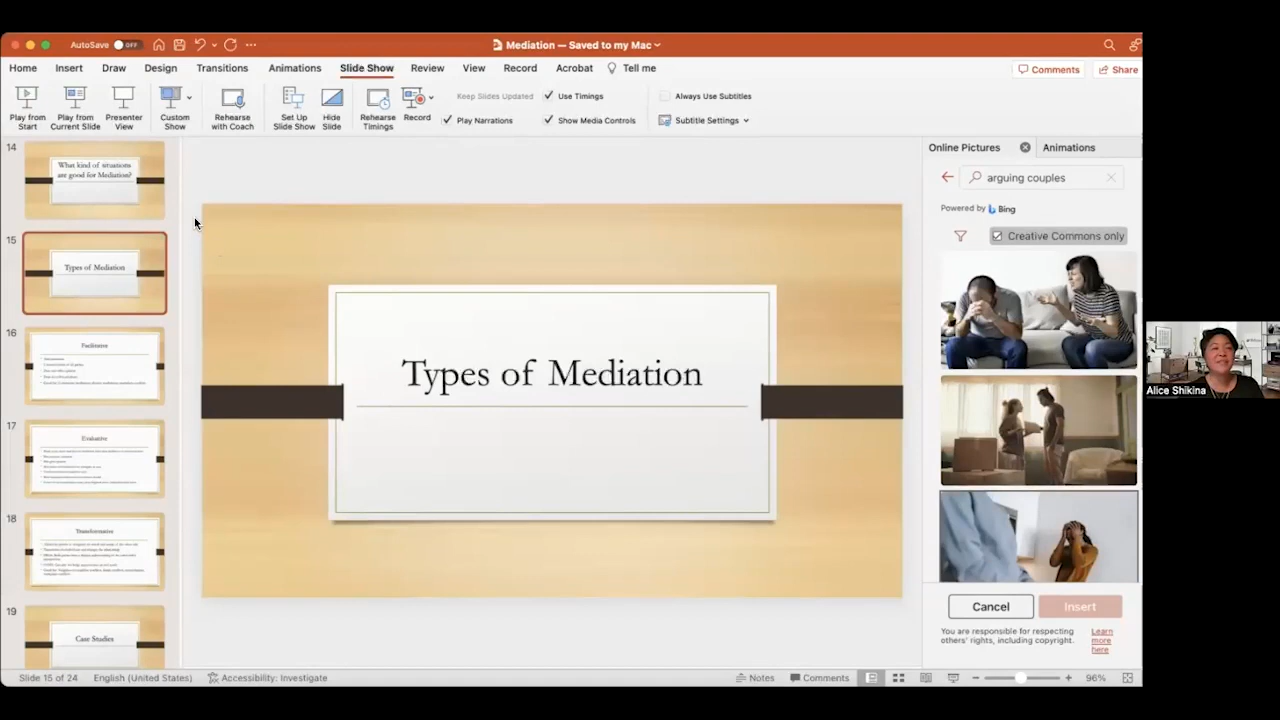 AutoSave OFF
Mediation — Saved to my Mac
Home Insert Draw Design Transitions Animations Slide Show Review View Record Acrobat Tell me
Comments Share
Play from Start
Play from Current Slide
Presenter View
Custom Show
Rehearse with Coach
Set Up Slide Show
Hide Slide
Rehearse Timings
Record
Keep Slides Updated
Use Timings
Always Use Subtitles
Play Narrations
Show Media Controls
Subtitle Settings
14
What kind of situations
are good for Mediation?
15
Types of Mediation
16
Facilitative
17
Evaluative
18
Transformative
19
Case Studies
Types of Mediation
Online Pictures
Animations
arguing couples
Powered by Bing
Creative Commons only
Cancel
Insert
You are responsible for respecting
others' rights, including copyright.
Learn
more
here
Alice Shikina
Slide 15 of 24
English (United States)
Accessibility: Investigate
Notes
Comments
96%